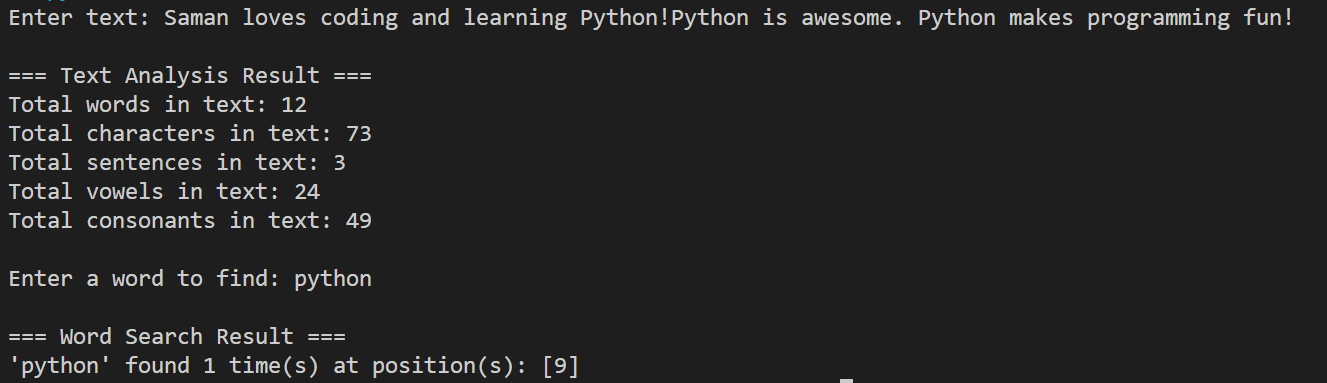 Enter text: Saman loves coding and learning Python!Python is awesome. Python makes programming fun!
=== Text Analysis Result ===
Total words in text: 12
Total characters in text: 73
Total sentences in text: 3
Total vowels in text: 24
Total consonants in text: 49
Enter a word to find: python
=== Word Search Result ===
'python' found 1 time(s) at position(s): [9]